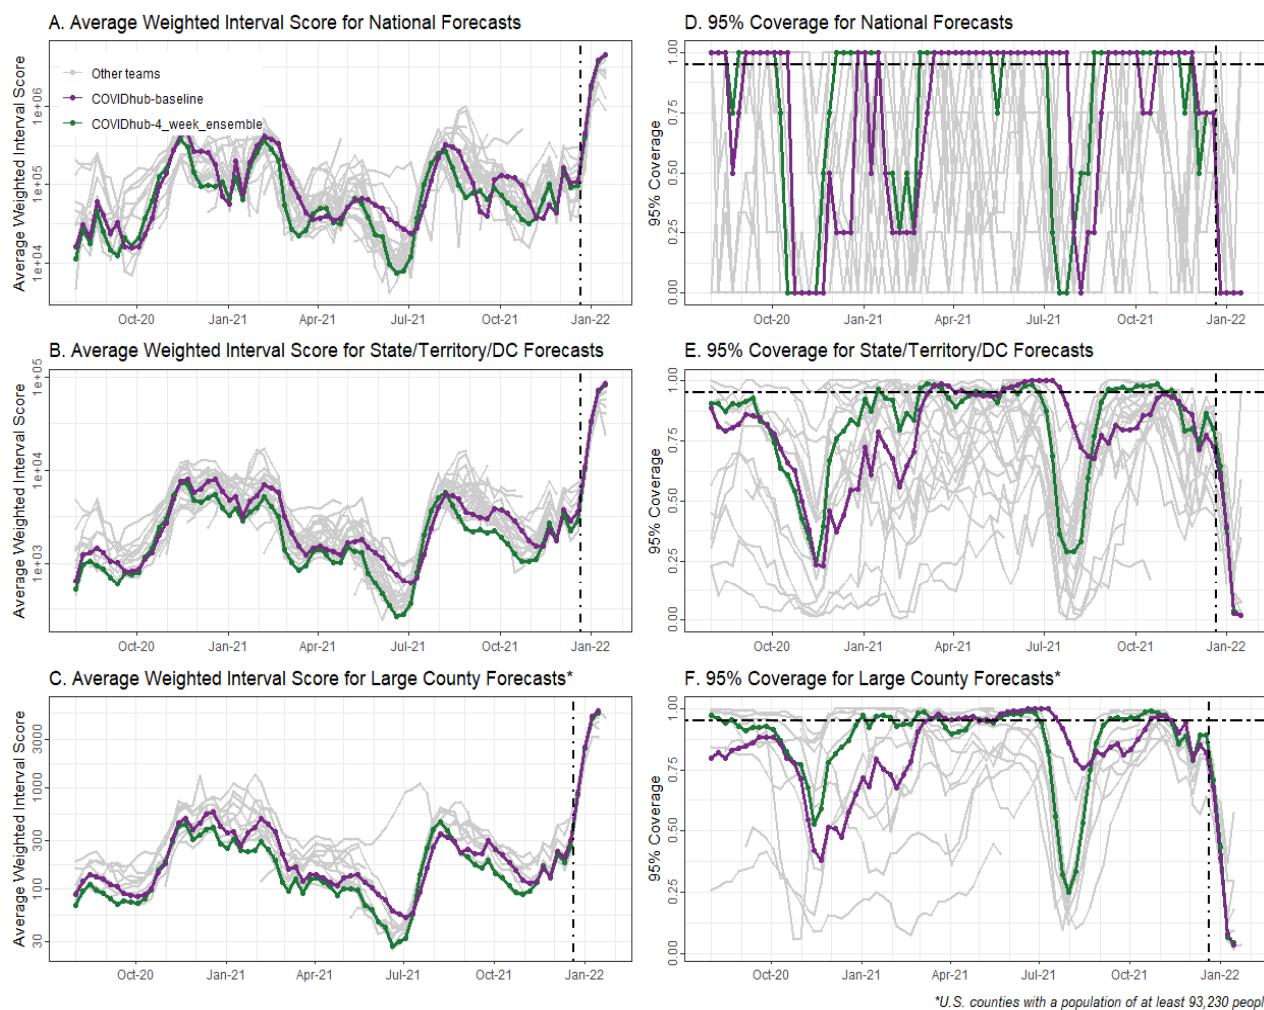 A. Average Weighted Interval Score for National Forecasts
Average Weighted Interval Score
1e+06
1e+05
1e+04
Other teams
COVIDhub-baseline
COVIDhub-4_week_ensemble
Oct-20 Jan-21 Apr-21 Jul-21 Oct-21 Jan-22
D. 95% Coverage for National Forecasts
95% Coverage
1.00
0.75
0.50
0.25
0.00
Oct-20 Jan-21 Apr-21 Jul-21 Oct-21 Jan-22
B. Average Weighted Interval Score for State/Territory/DC Forecasts
Average Weighted Interval Score
1e+05
1e+04
1e+03
Oct-20 Jan-21 Apr-21 Jul-21 Oct-21 Jan-22
E. 95% Coverage for State/Territory/DC Forecasts
95% Coverage
1.00
0.75
0.50
0.25
0.00
Oct-20 Jan-21 Apr-21 Jul-21 Oct-21 Jan-22
C. Average Weighted Interval Score for Large County Forecasts*
Average Weighted Interval Score
3000
1000
300
100
30
Oct-20 Jan-21 Apr-21 Jul-21 Oct-21 Jan-22
F. 95% Coverage for Large County Forecasts*
95% Coverage
1.00
0.75
0.50
0.25
0.00
Oct-20 Jan-21 Apr-21 Jul-21 Oct-21 Jan-22
*U.S. counties with a population of at least 93,230 peopl